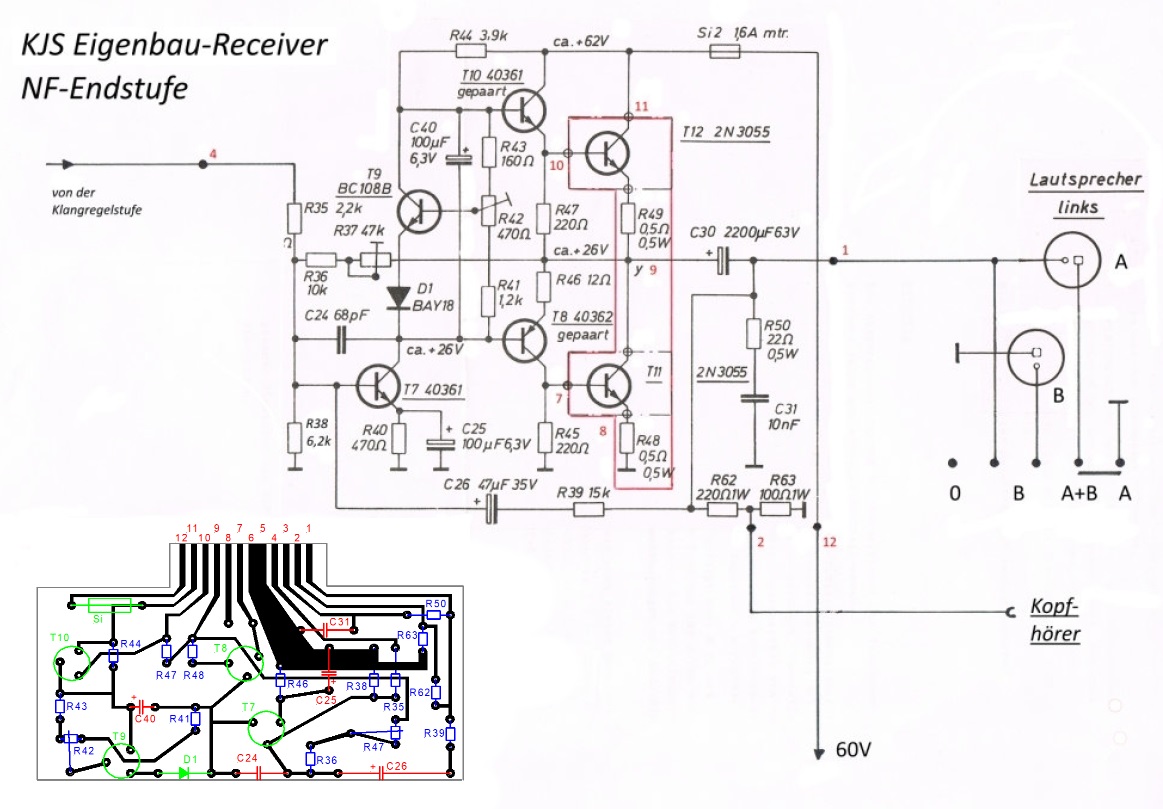 KJS Eigenbau-Receiver
NF-Endstufe
R44 3,9k
ca.+62V
Si2 1,6A mtr.
T10 40361
gepaart
11
T12 2N3055
C40
100µF
6,3V
R43
160Ω
10
4
von der
Klangregelstufe
T9
BC108B
R35
2,2k
R42
470Ω
R47
220Ω
R49
0,5Ω
0,5W
C30 2200µF63V
Lautsprecher
links
R37 47k
ca.+26V
y
9
1
A
R36
10k
D1
BAY18
R41
1,2k
R46 12Ω
C24 68pF
T8 40362
gepaart
R50
22Ω
0,5W
ca.+26V
T11
2N3055
T7 40361
7
B
C31
10nF
R38
6,2k
R40
470Ω
C25
100µF6,3V
R45
220Ω
8
R48
0,5Ω
0,5W
C26 47µF 35V
R39 15k
R62
220Ω1W
R63
100Ω1W
0
B
A+B
A
2
12
12
11
10
9
8
7
6
5
4
3
2
1
Kopf-
hörer
60V
Si
R50
C31
T10
R44
R47
R48
T8
R63
R46
R38
R35
R62
C25
R43
C40
R41
T7
R39
R42
T9
R47
D1
C24
R36
C26